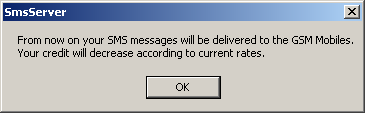 SmsServer
From now on your SMS messages will be delivered to the GSM Mobiles.
Your credit will decrease according to current rates.
OK